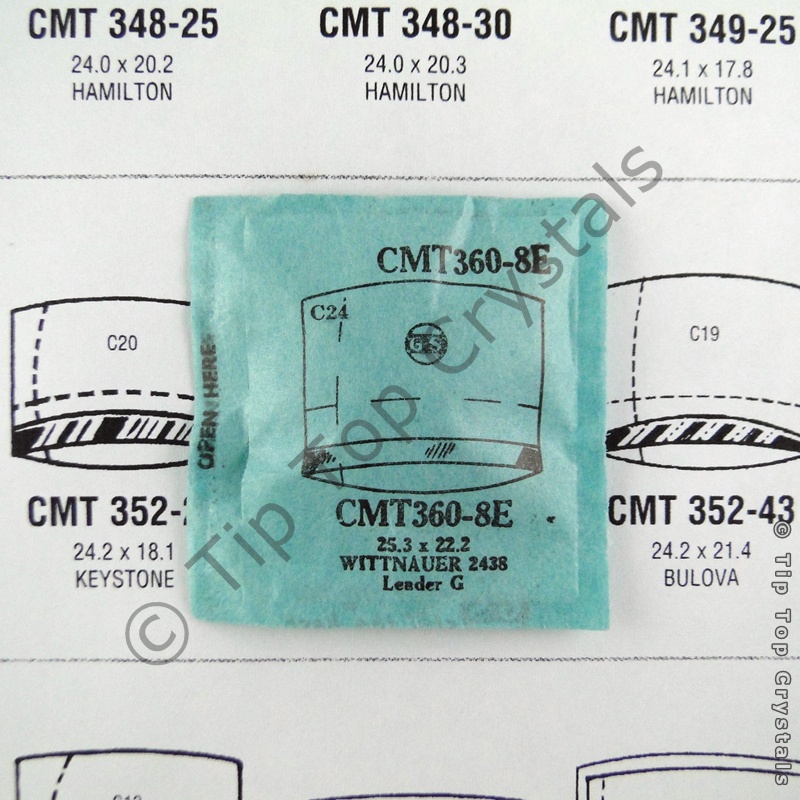 CMT 348-25
24.0 x 20.2
HAMILTON
CMT 348-30
24.0 x 20.3
HAMILTON
CMT 349-25
24.1 x 17.8
HAMILTON
C20
CMT 352-
24.2 x 18.1
KEYSTONE
CMT360-8E
C24
GS
OPEN HERE
CMT360-8E
25.3 x 22.2
WITTNAUER 2438
Leader G
C19
CMT 352-43
24.2 x 21.4
BULOVA
© Tip Top Crystals
© Tip Top Crystals